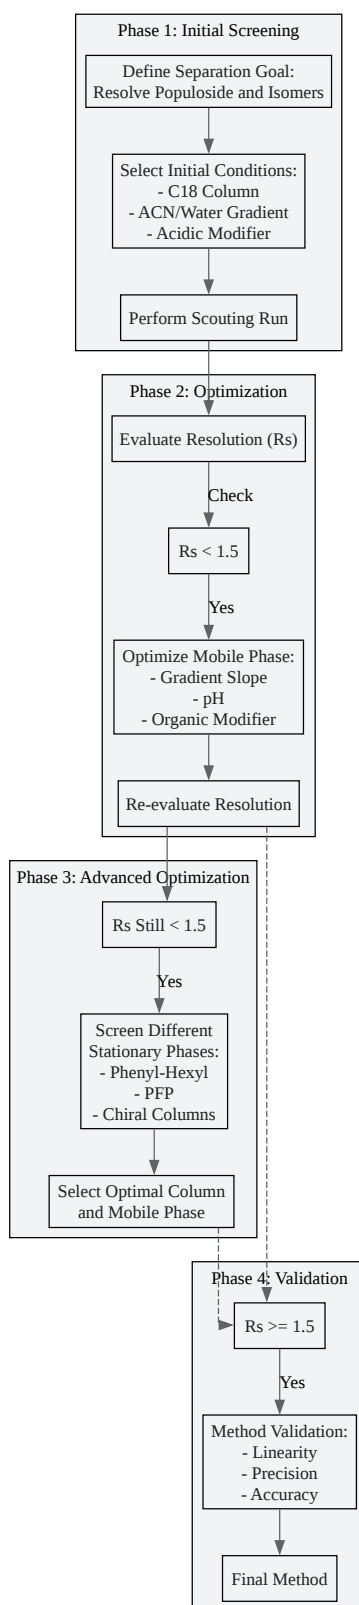 Phase 1: Initial Screening
Define Separation Goal:
Resolve Populoside and Isomers
Select Initial Conditions:
- C18 Column
- ACN/Water Gradient
- Acidic Modifier
Perform Scouting Run
Phase 2: Optimization
Evaluate Resolution (Rs)
Check
Rs < 1.5
Yes
Optimize Mobile Phase:
- Gradient Slope
- pH
- Organic Modifier
Re-evaluate Resolution
Phase 3: Advanced Optimization
Rs Still < 1.5
Yes
Screen Different
Stationary Phases:
- Phenyl-Hexyl
- PFP
- Chiral Columns
Select Optimal Column
and Mobile Phase
Phase 4: Validation
Rs >= 1.5
Yes
Method Validation:
- Linearity
- Precision
- Accuracy
Final Method